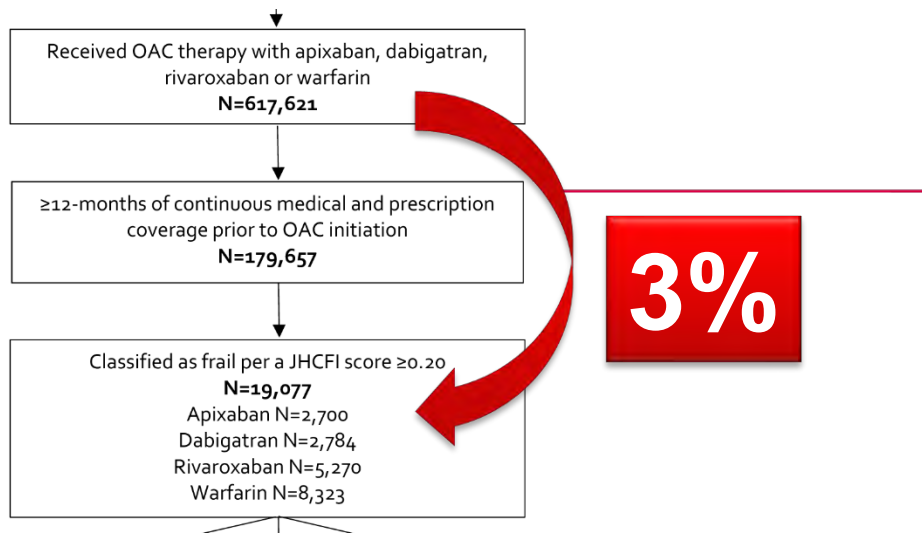 Received OAC therapy with apixaban, dabigatran,
rivaroxaban or warfarin
N=617,621
≥12-months of continuous medical and prescription
coverage prior to OAC initiation
N=179,657
3%
Classified as frail per a JHCFI score ≥0.20
N=19,077
Apixaban N=2,700
Dabigatran N=2,784
Rivaroxaban N=5,270
Warfarin N=8,323